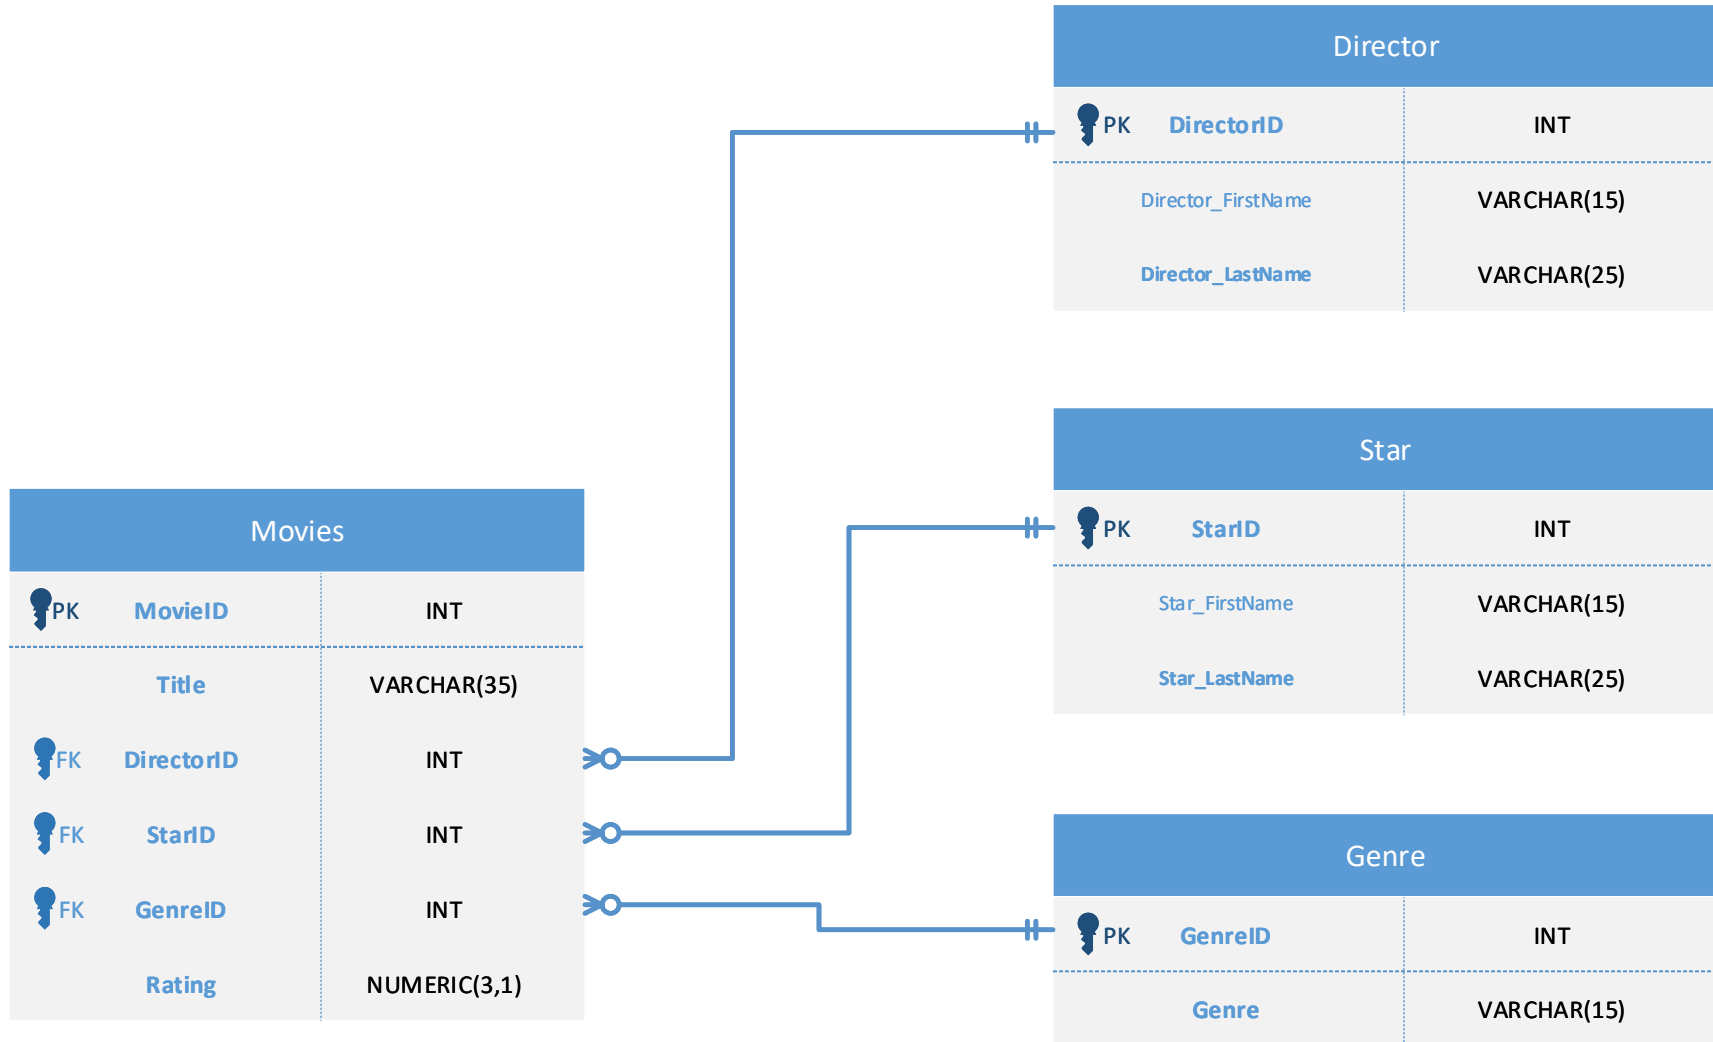 Director
PK DirectorID INT
Director_FirstName VARCHAR(15)
Director_LastName VARCHAR(25)
Star
PK StarID INT
Star_FirstName VARCHAR(15)
Star_LastName VARCHAR(25)
Movies
PK MovieID INT
Title VARCHAR(35)
FK DirectorID INT
FK StarID INT
FK GenreID INT
Rating NUMERIC(3,1)
Genre
PK GenreID INT
Genre VARCHAR(15)